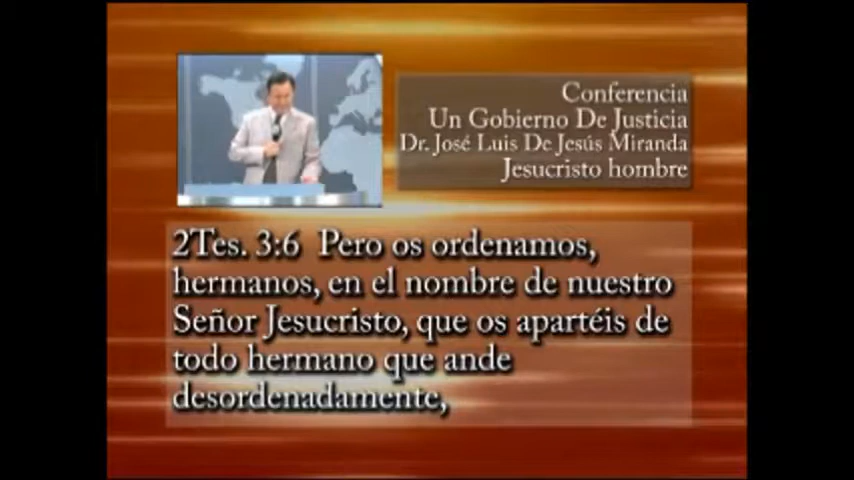 Conferencia
Un Gobierno De Justicia
Dr. José Luis De Jesús Miranda
Jesucristo hombre
2Tes. 3:6 Pero os ordenamos,
hermanos, en el nombre de nuestro
Señor Jesucristo, que os apartéis de
todo hermano que ande
desordenadamente,